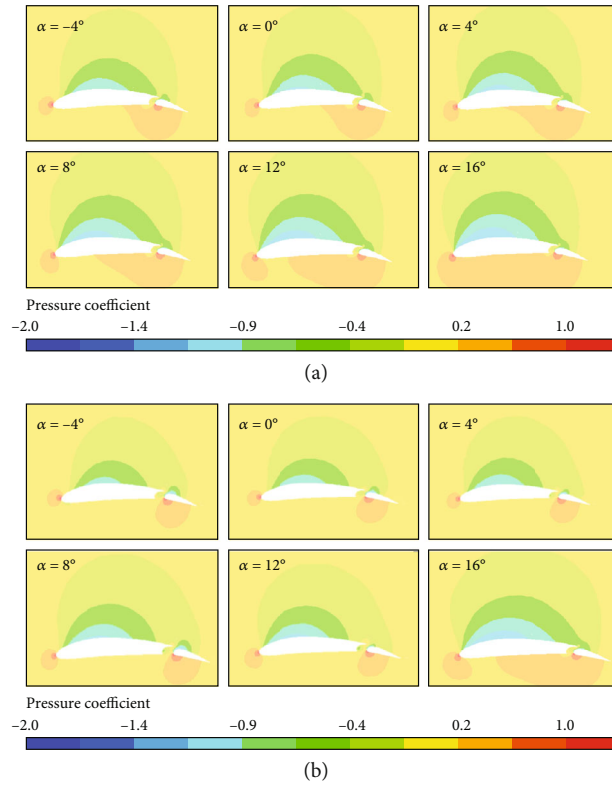 α = –4°
α = 0°
α = 4°
α = 8°
α = 12°
α = 16°
Pressure coefficient
–2.0 –1.4 –0.9 –0.4 0.2 1.0
(a)
α = –4°
α = 0°
α = 4°
α = 8°
α = 12°
α = 16°
Pressure coefficient
–2.0 –1.4 –0.9 –0.4 0.2 1.0
(b)